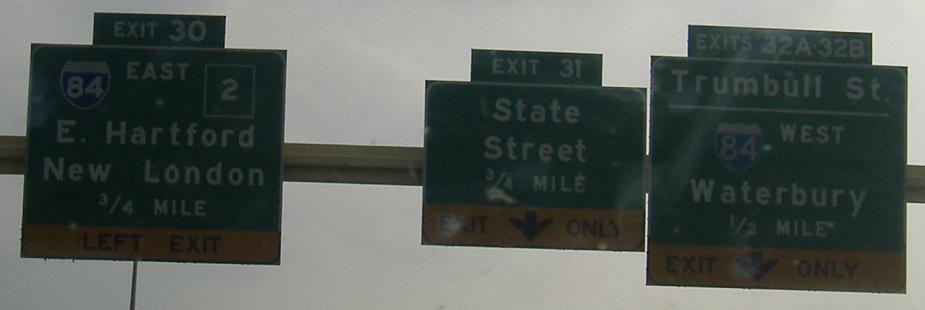 EXIT 30
84 EAST 2
E. Hartford
New London
3/4 MILE
LEFT EXIT
EXIT 31
State
Street
3/4 MILE
EXIT ONLY
EXITS 32A-32B
Trumbull St.
84 WEST
Waterbury
1/2 MILE
EXIT ONLY